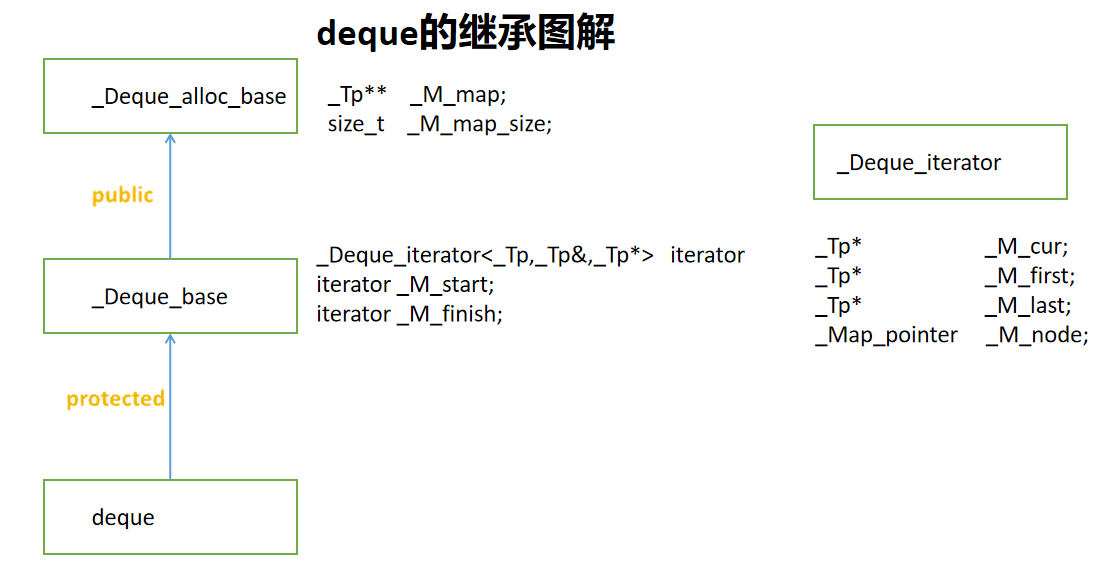 deque的继承图解
_Deque_alloc_base
_Tp** _M_map;
size_t _M_map_size;
public
_Deque_base
_Deque_iterator<_Tp,_Tp&,_Tp*> iterator
iterator _M_start;
iterator _M_finish;
protected
deque
_Deque_iterator
_Tp* _M_cur;
_Tp* _M_first;
_Tp* _M_last;
_Map_pointer _M_node;